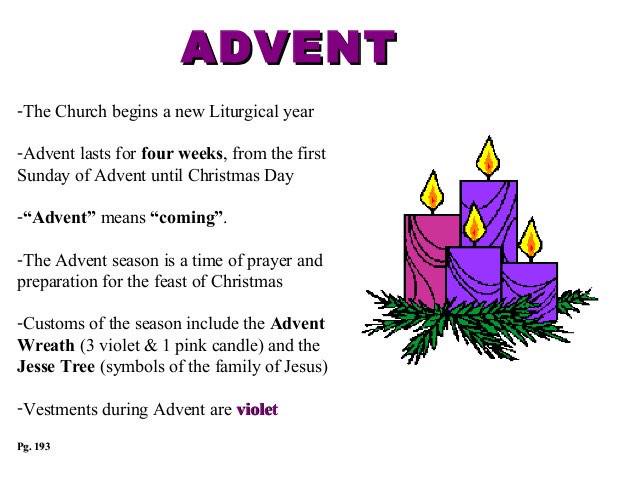 ADVENT
-The Church begins a new Liturgical year
-Advent lasts for four weeks, from the first
Sunday of Advent until Christmas Day
-“Advent” means “coming”.
-The Advent season is a time of prayer and
preparation for the feast of Christmas
-Customs of the season include the Advent
Wreath (3 violet & 1 pink candle) and the
Jesse Tree (symbols of the family of Jesus)
-Vestments during Advent are violet
Pg. 193